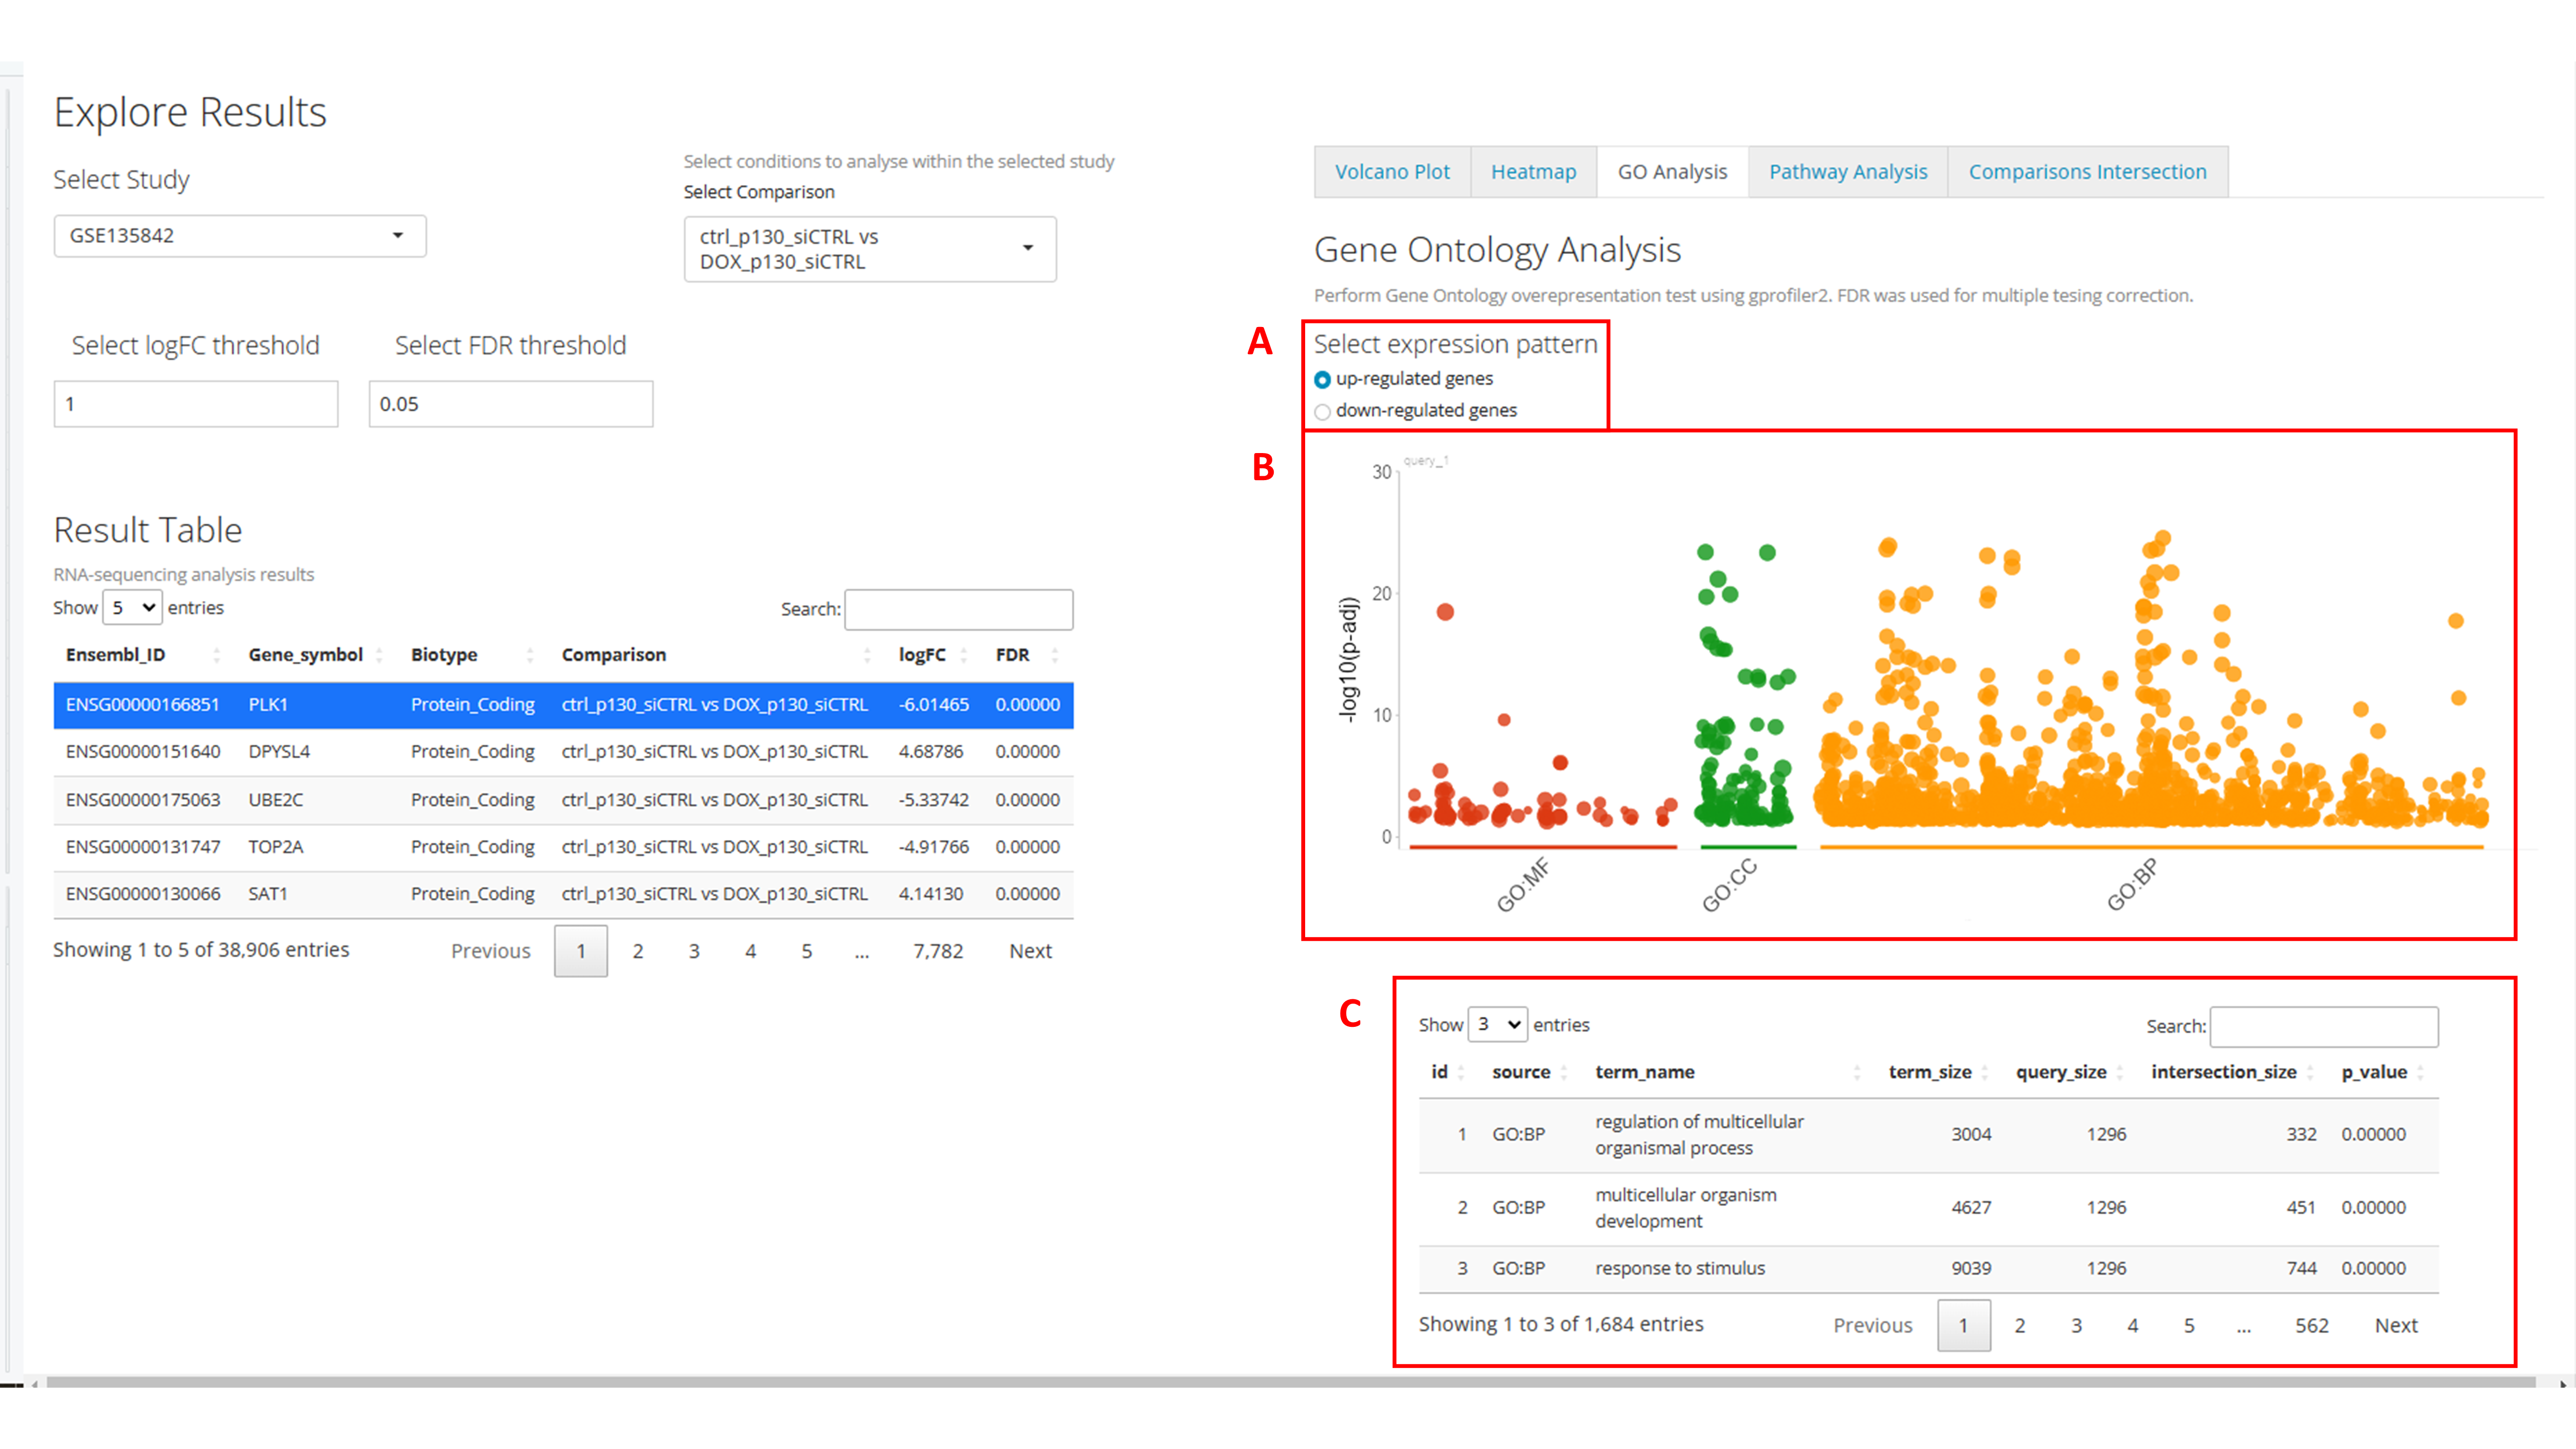 Explore Results
Select Study
GSE135842
Select conditions to analyse within the selected study
Select Comparison
ctrl_p130_siCTRL vs
DOX_p130_siCTRL
Select logFC threshold
1
Select FDR threshold
0.05
Result Table
RNA-sequencing analysis results
Show 5 entries
Search:
Ensembl_ID Gene_symbol Biotype Comparison logFC FDR
ENSG00000166851 PLK1 Protein_Coding ctrl_p130_siCTRL vs DOX_p130_siCTRL -6.01465 0.00000
ENSG00000151640 DPYSL4 Protein_Coding ctrl_p130_siCTRL vs DOX_p130_siCTRL 4.68786 0.00000
ENSG00000175063 UBE2C Protein_Coding ctrl_p130_siCTRL vs DOX_p130_siCTRL -5.33742 0.00000
ENSG00000131747 TOP2A Protein_Coding ctrl_p130_siCTRL vs DOX_p130_siCTRL -4.91766 0.00000
ENSG00000130066 SAT1 Protein_Coding ctrl_p130_siCTRL vs DOX_p130_siCTRL 4.14130 0.00000
Showing 1 to 5 of 38,906 entries
Previous 1 2 3 4 5 ... 7,782 Next
Volcano Plot Heatmap GO Analysis Pathway Analysis Comparisons Intersection
Gene Ontology Analysis
Perform Gene Ontology overepresentation test using gprofiler2. FDR was used for multiple tesing correction.
A
Select expression pattern
up-regulated genes
down-regulated genes
B
query_1
30
20
10
0
-log10(p-adj)
GO:MF
GO:CC
GO:BP
C
Show 3 entries
Search:
id source term_name term_size query_size intersection_size p_value
1 GO:BP regulation of multicellular organismal process 3004 1296 332 0.00000
2 GO:BP multicellular organism development 4627 1296 451 0.00000
3 GO:BP response to stimulus 9039 1296 744 0.00000
Showing 1 to 3 of 1,684 entries
Previous 1 2 3 4 5 ... 562 Next